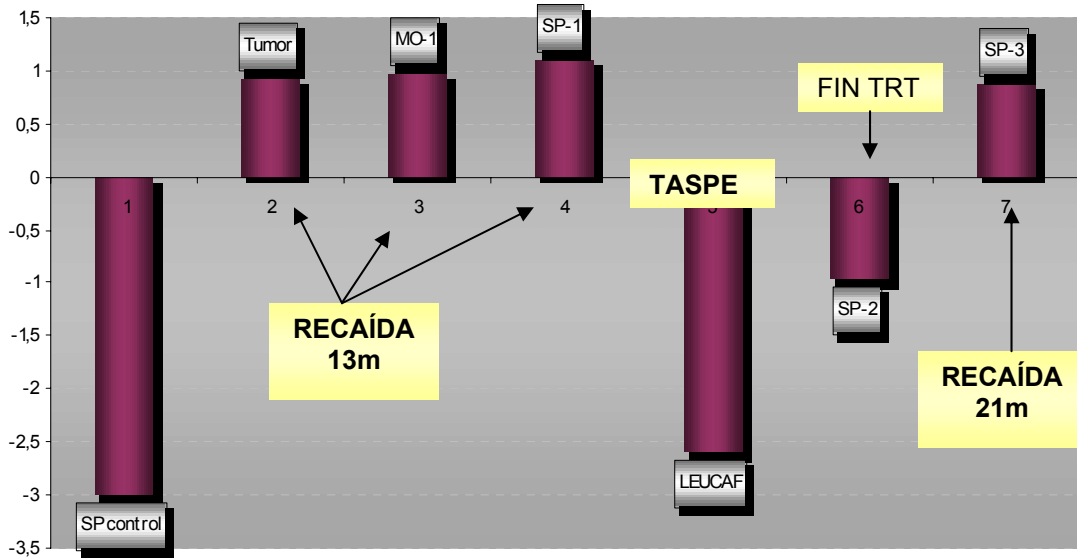 1,5
1
0,5
0
-0,5
-1
-1,5
-2
-2,5
-3
-3,5
Tumor
MO-1
SP-1
SP-3
FIN TRT
TASPE
1
2
3
4
5
6
7
RECAÍDA
13m
SP-2
RECAÍDA
21m
LEUCAF
SP control